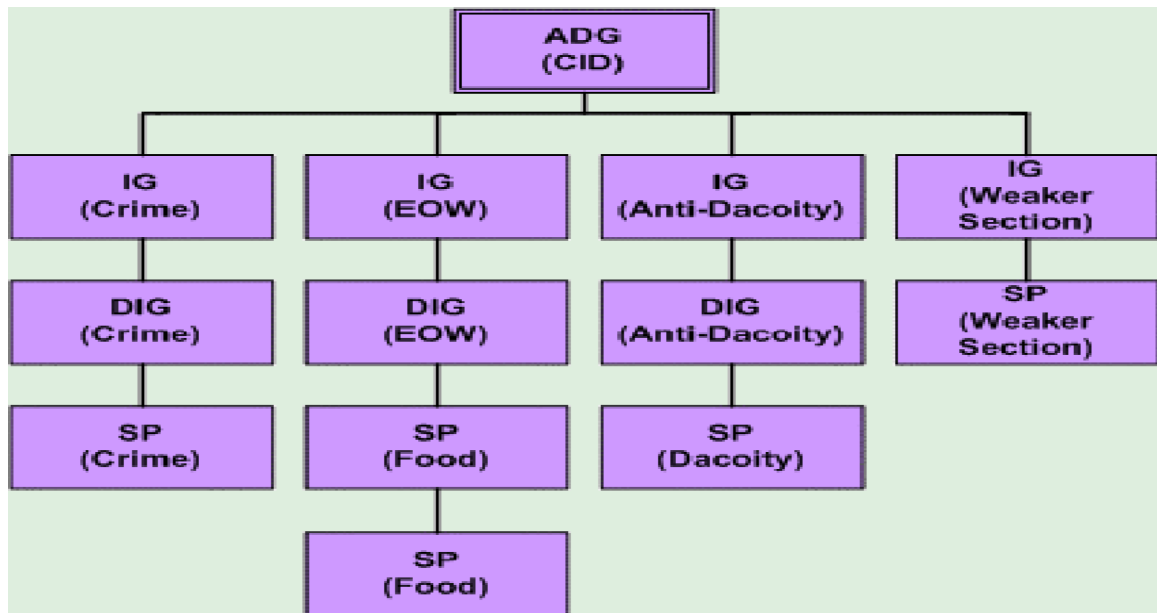 ADG
(CID)
IG
(Crime)
IG
(EOW)
IG
(Anti-Dacoity)
IG
(Weaker
Section)
DIG
(Crime)
DIG
(EOW)
DIG
(Anti-Dacoity)
SP
(Weaker
Section)
SP
(Crime)
SP
(Food)
SP
(Dacoity)
SP
(Food)